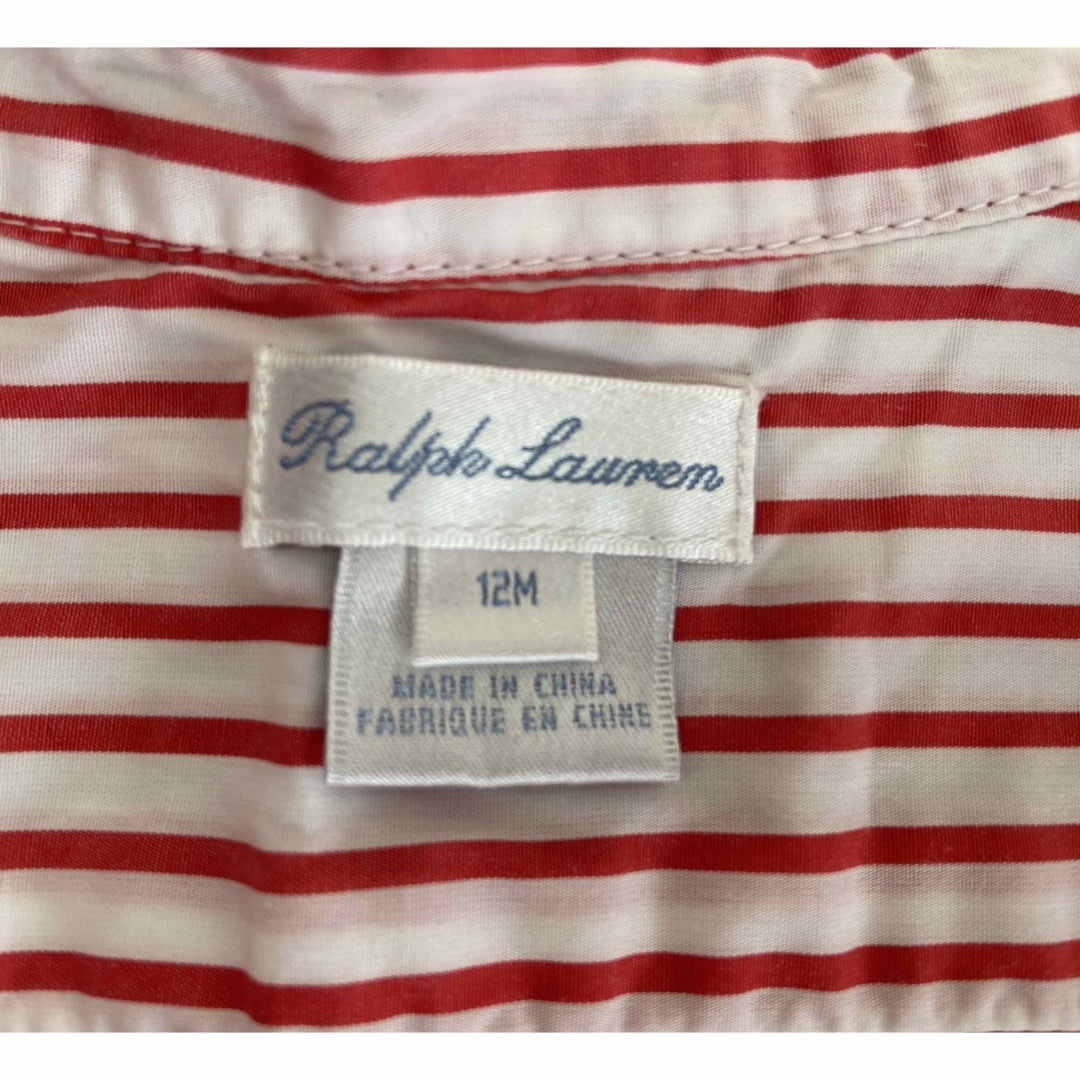 Ralph Lauren
12M
MADE IN CHINA
FABRIQUE EN CHINE